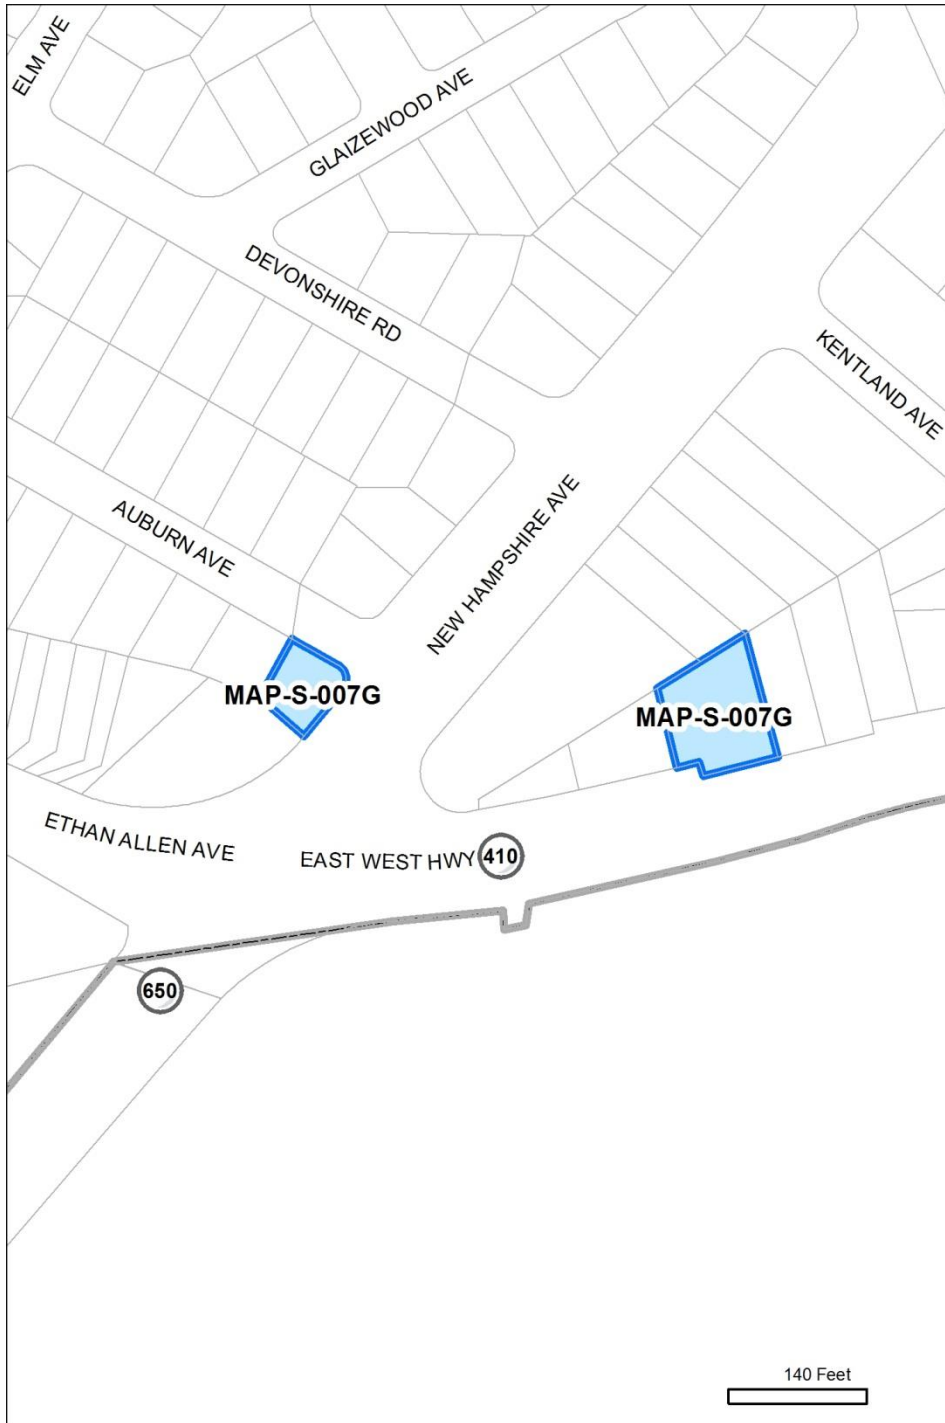 ELM AVE
GLAIZEWOOD AVE
DEVONSHIRE RD
KENTLAND AVE
AUBURN AVE
NEW HAMPSHIRE AVE
MAP-S-007G
MAP-S-007G
ETHAN ALLEN AVE
EAST WEST HWY
410
650
140 Feet